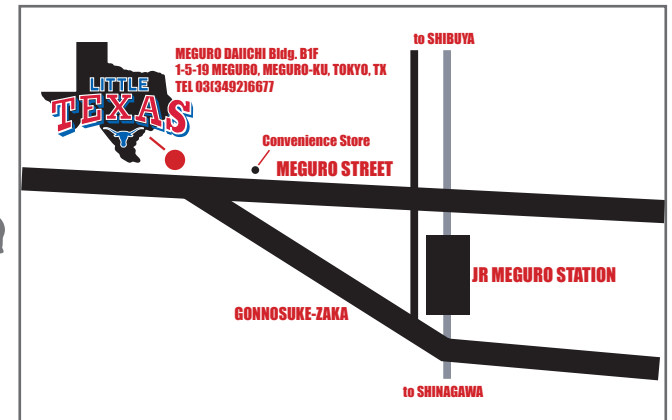 to SHIBUYA
MEGURO DAIICHI Bldg. B1F
1-5-19 MEGURO, MEGURO-KU, TOKYO, TX
TEL 03(3492)6677
LITTLE
TEXAS
Convenience Store
MEGURO STREET
JR MEGURO STATION
GONNOSUKE-ZAKA
to SHINAGAWA